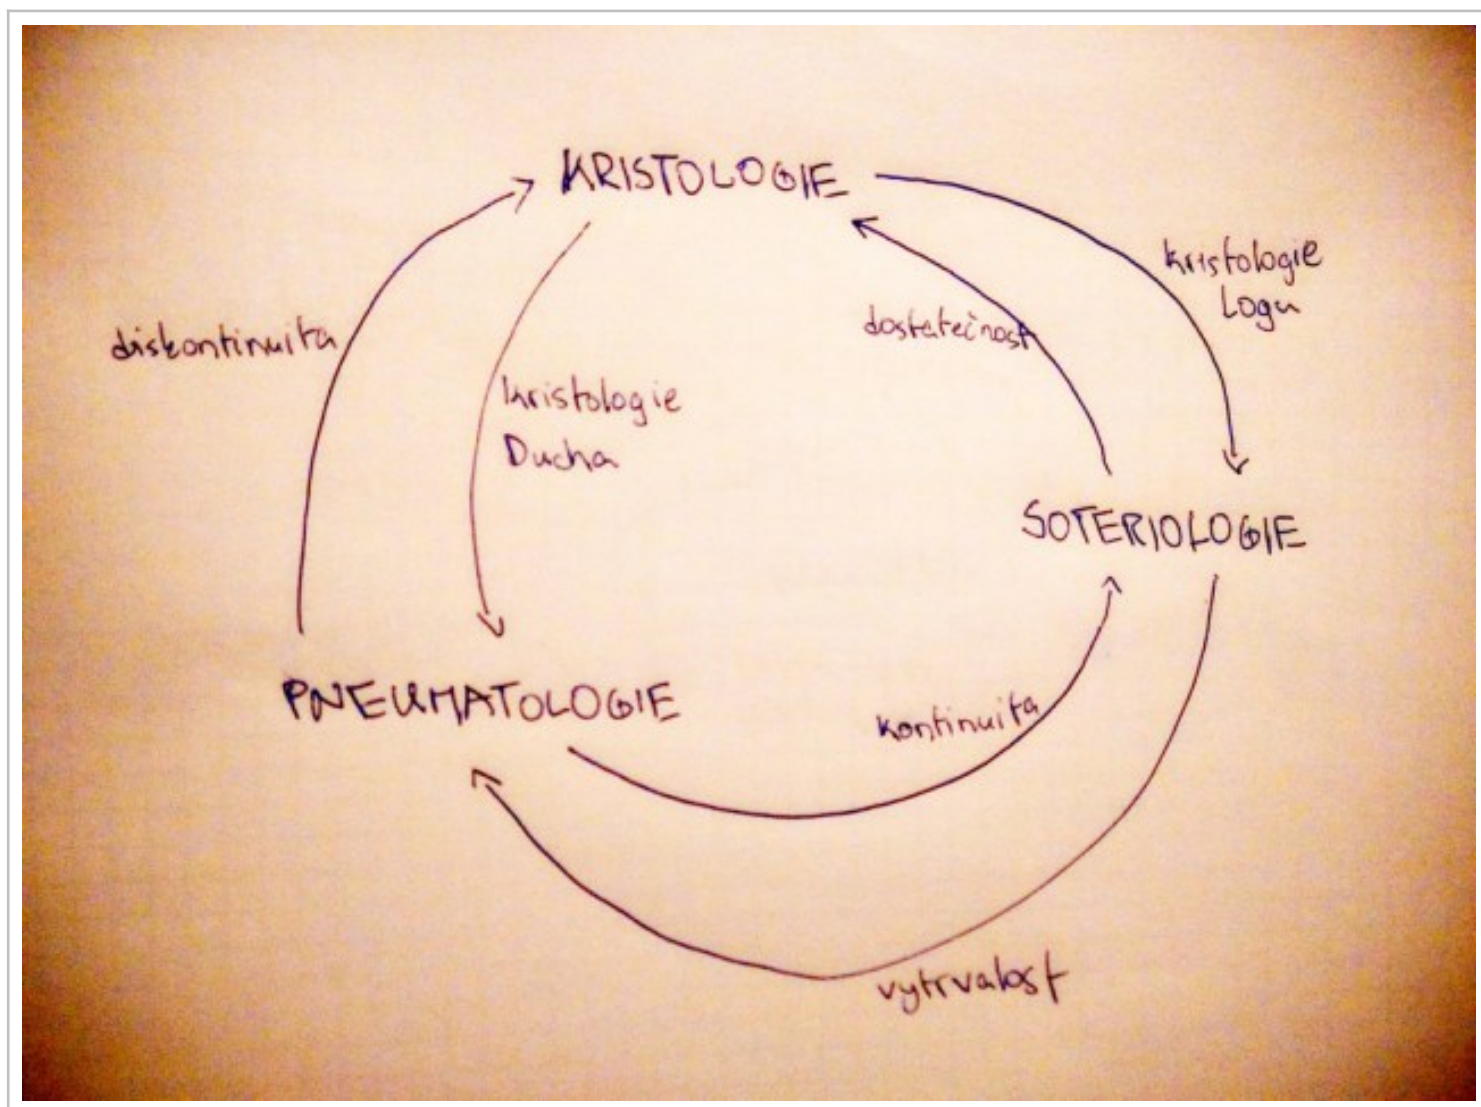 KRISTOLOGIE
kristologie
Logu
dostatečnost
diskontinuita
kristologie
Ducha
SOTERIOLOGIE
PNEUMATOLOGIE
kontinuita
vytrvalost